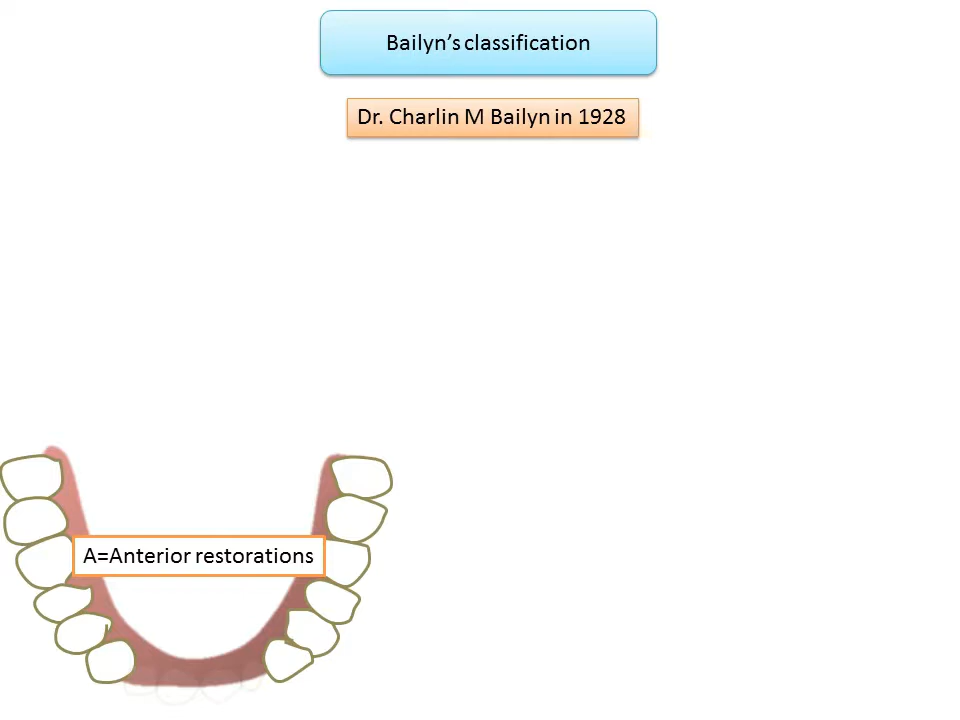 Bailyn’s classification
Dr. Charlin M Bailyn in 1928
A=Anterior restorations